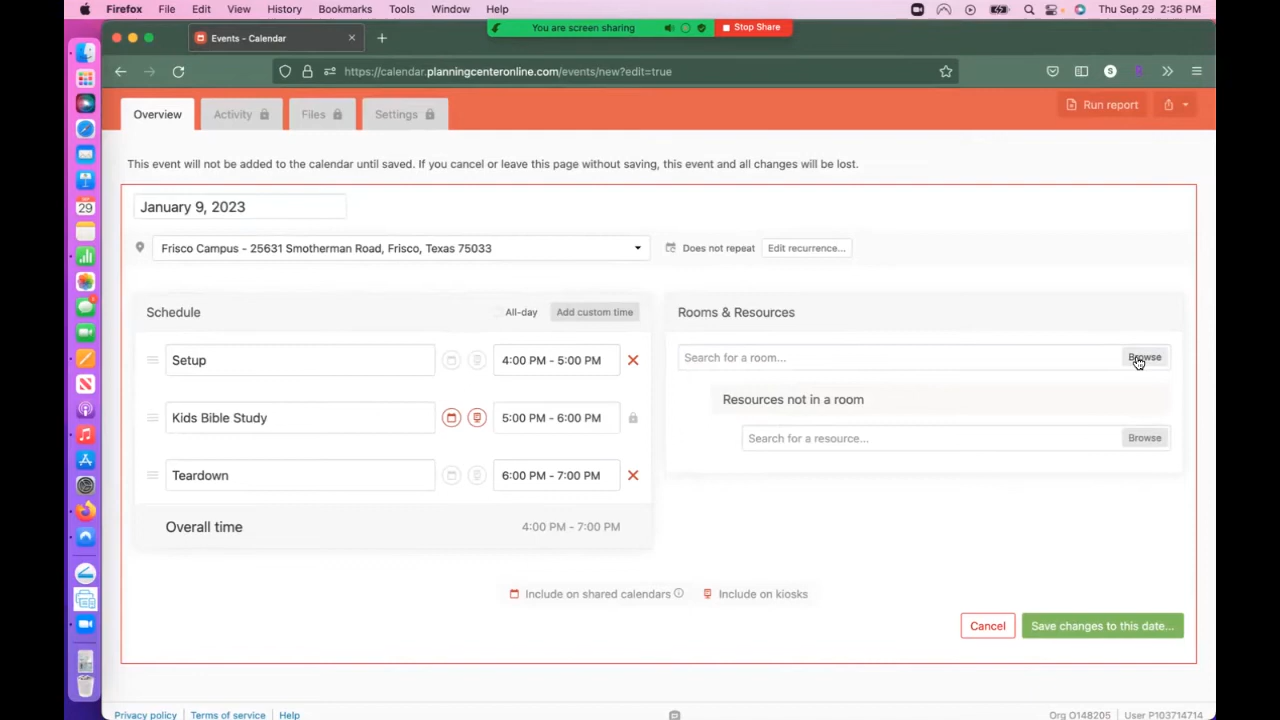 Firefox File Edit View History Bookmarks Tools Window Help Thu Sep 29 2:36 PM
You are screen sharing Stop Share
Events - Calendar
https://calendar.planningcenteronline.com/events/new?edit=true
Overview Activity Files Settings Run report
This event will not be added to the calendar until saved. If you cancel or leave this page without saving, this event and all changes will be lost.
January 9, 2023
Frisco Campus - 25631 Smotherman Road, Frisco, Texas 75033 Does not repeat Edit recurrence...
Schedule All-day Add custom time Rooms & Resources
Setup 4:00 PM - 5:00 PM Search for a room... Browse
Resources not in a room
Kids Bible Study 5:00 PM - 6:00 PM
Search for a resource... Browse
Teardown 6:00 PM - 7:00 PM
Overall time 4:00 PM - 7:00 PM
Include on shared calendars Include on kiosks
Cancel Save changes to this date...
Privacy policy Terms of service Help Org O148205 User P103714714